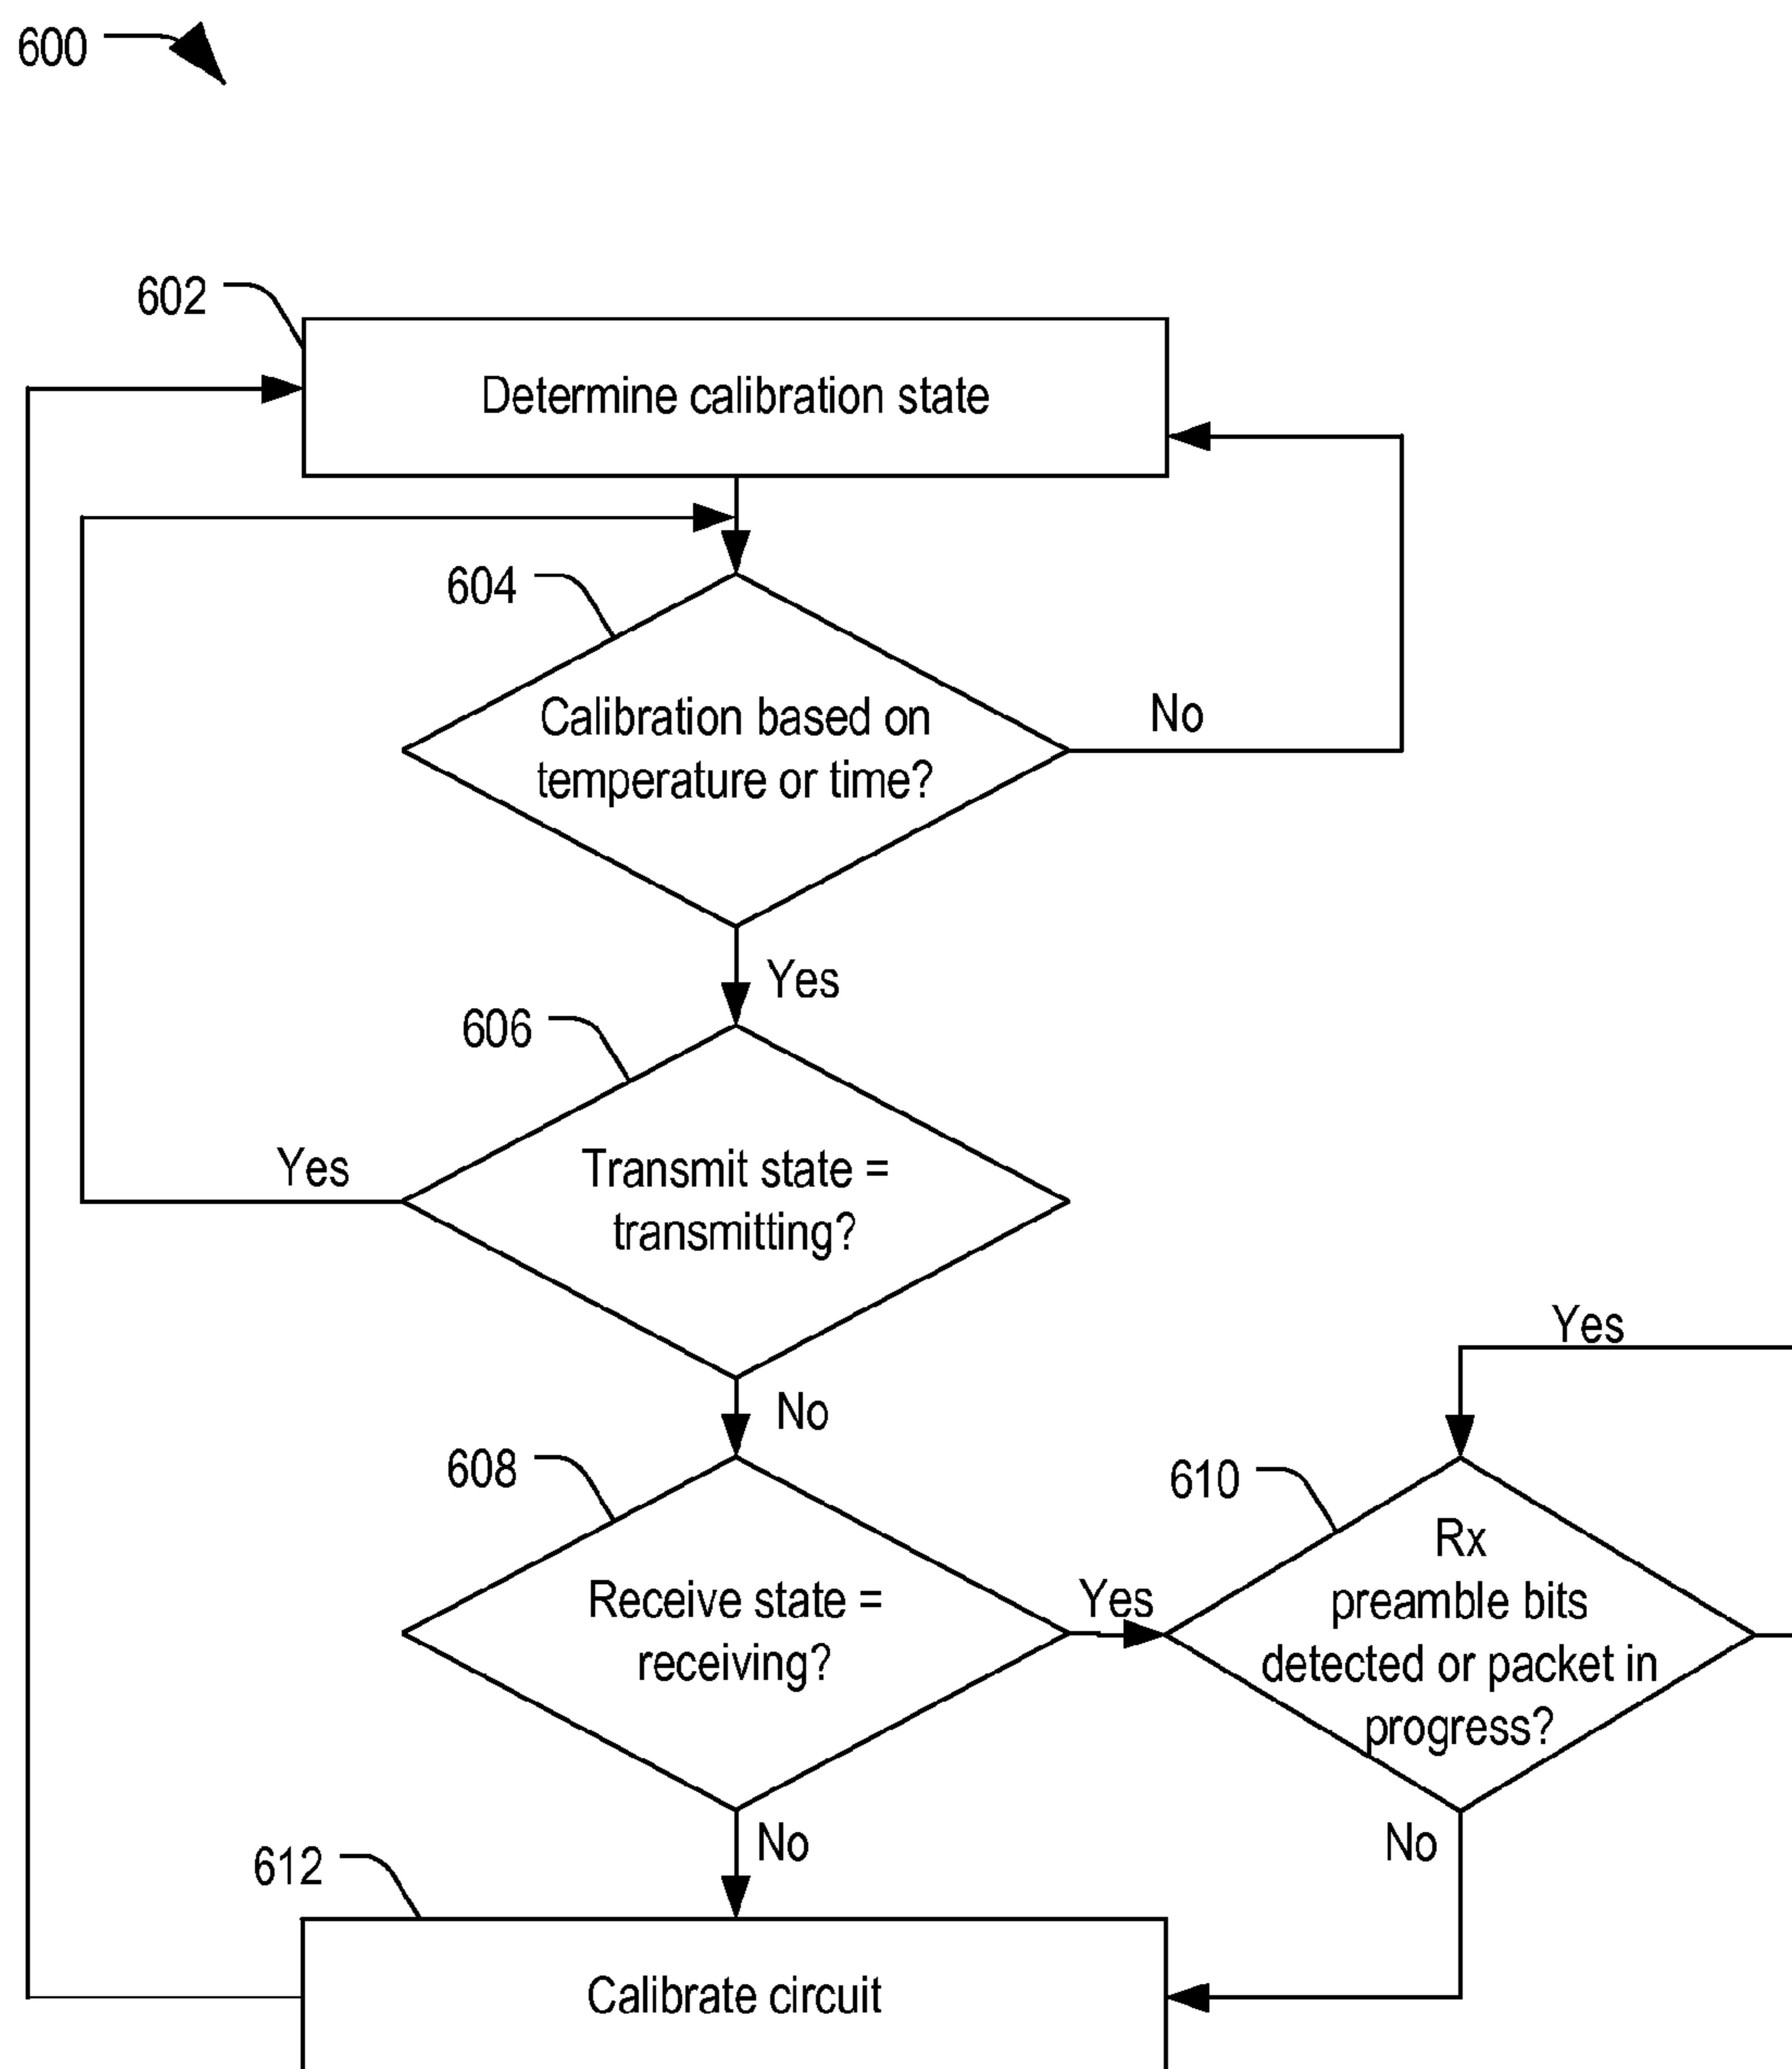 600
602
Determine calibration state
604
Calibration based on
temperature or time?
No
Yes
606
Transmit state =
transmitting?
Yes
No
608
Receive state =
receiving?
Yes
Yes
610
Rx
preamble bits
detected or packet in
progress?
No
No
612
Calibrate circuit